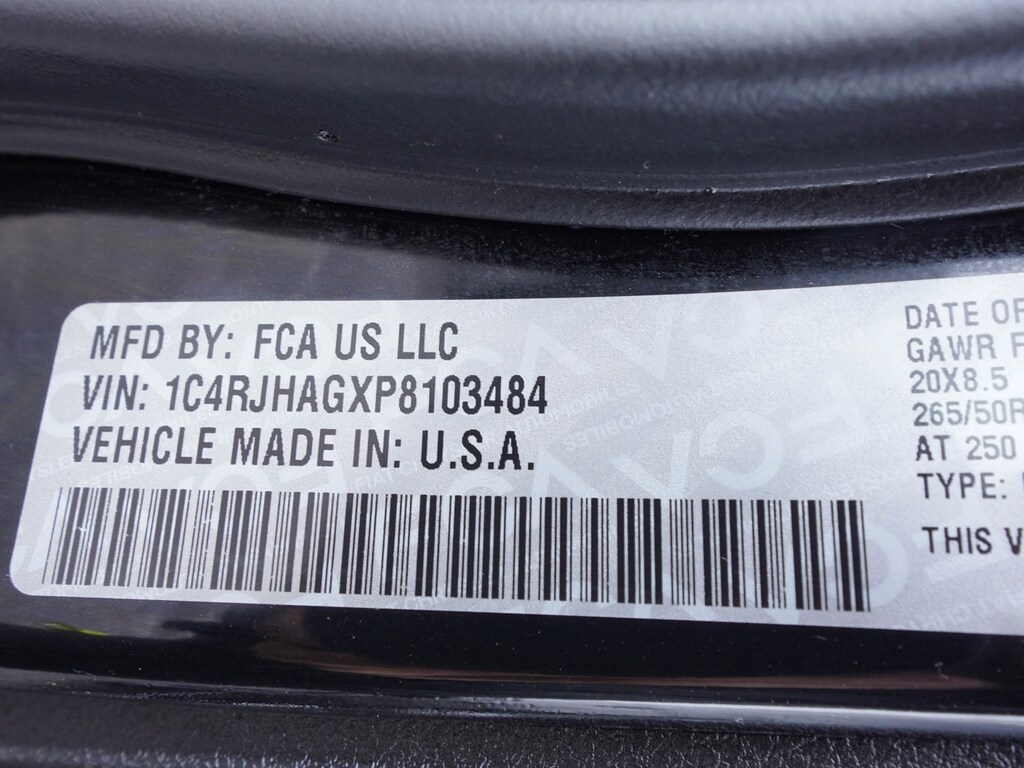 MFD BY: FCA US LLC
VIN: 1C4RJHAGXP8103484
VEHICLE MADE IN: U.S.A.
DATE OF
GAWR F
20X8.5
265/50R
AT 250
TYPE:
THIS V